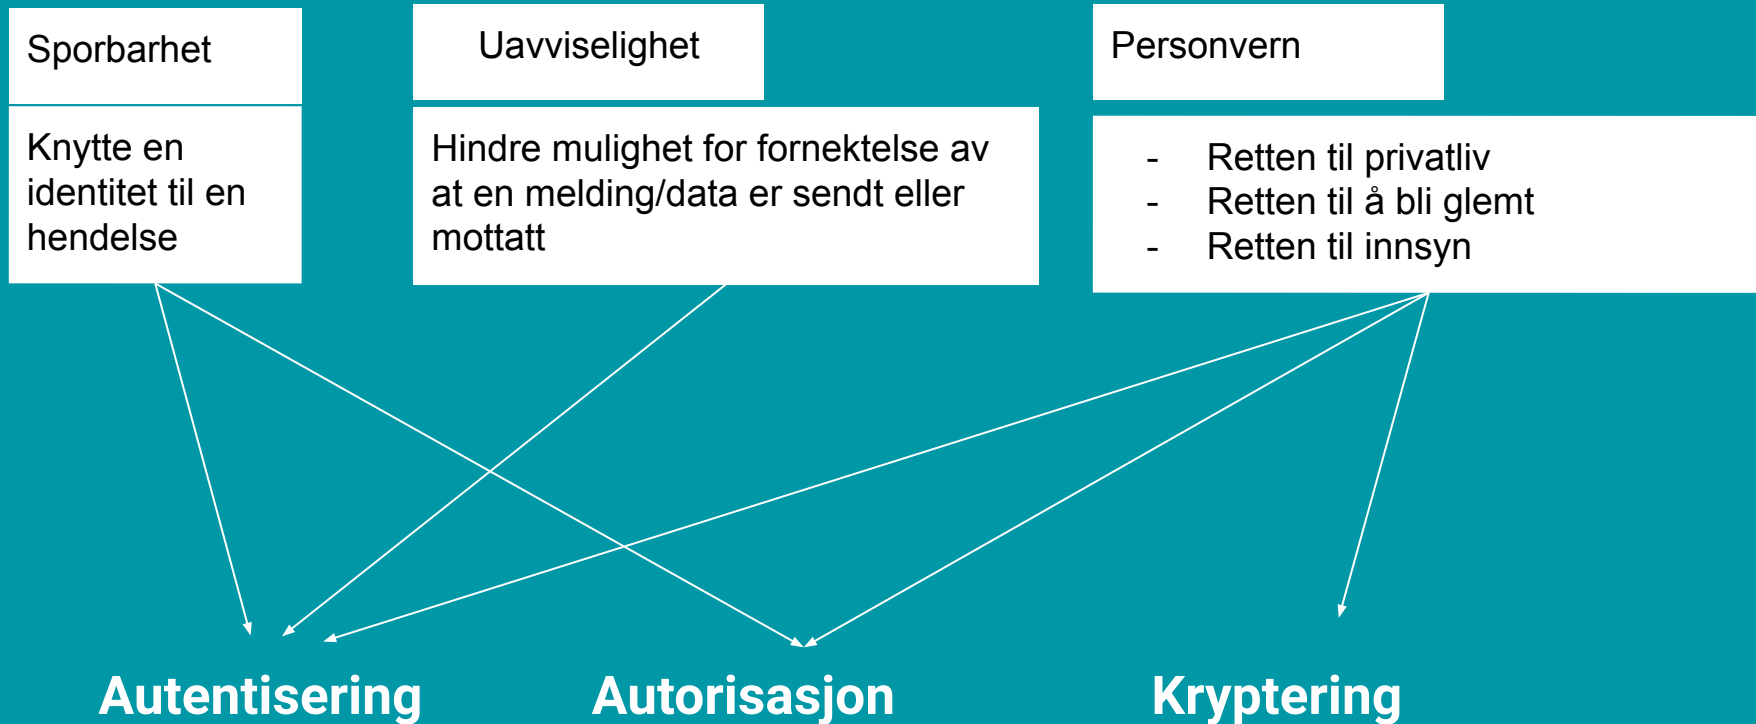 Sporbarhet
Knytte en
identitet til en
hendelse
Uavviselighet
Hindre mulighet for fornektelse av
at en melding/data er sendt eller
mottatt
Personvern
- Retten til privatliv
- Retten til å bli glemt
- Retten til innsyn
Autentisering
Autorisasjon
Kryptering